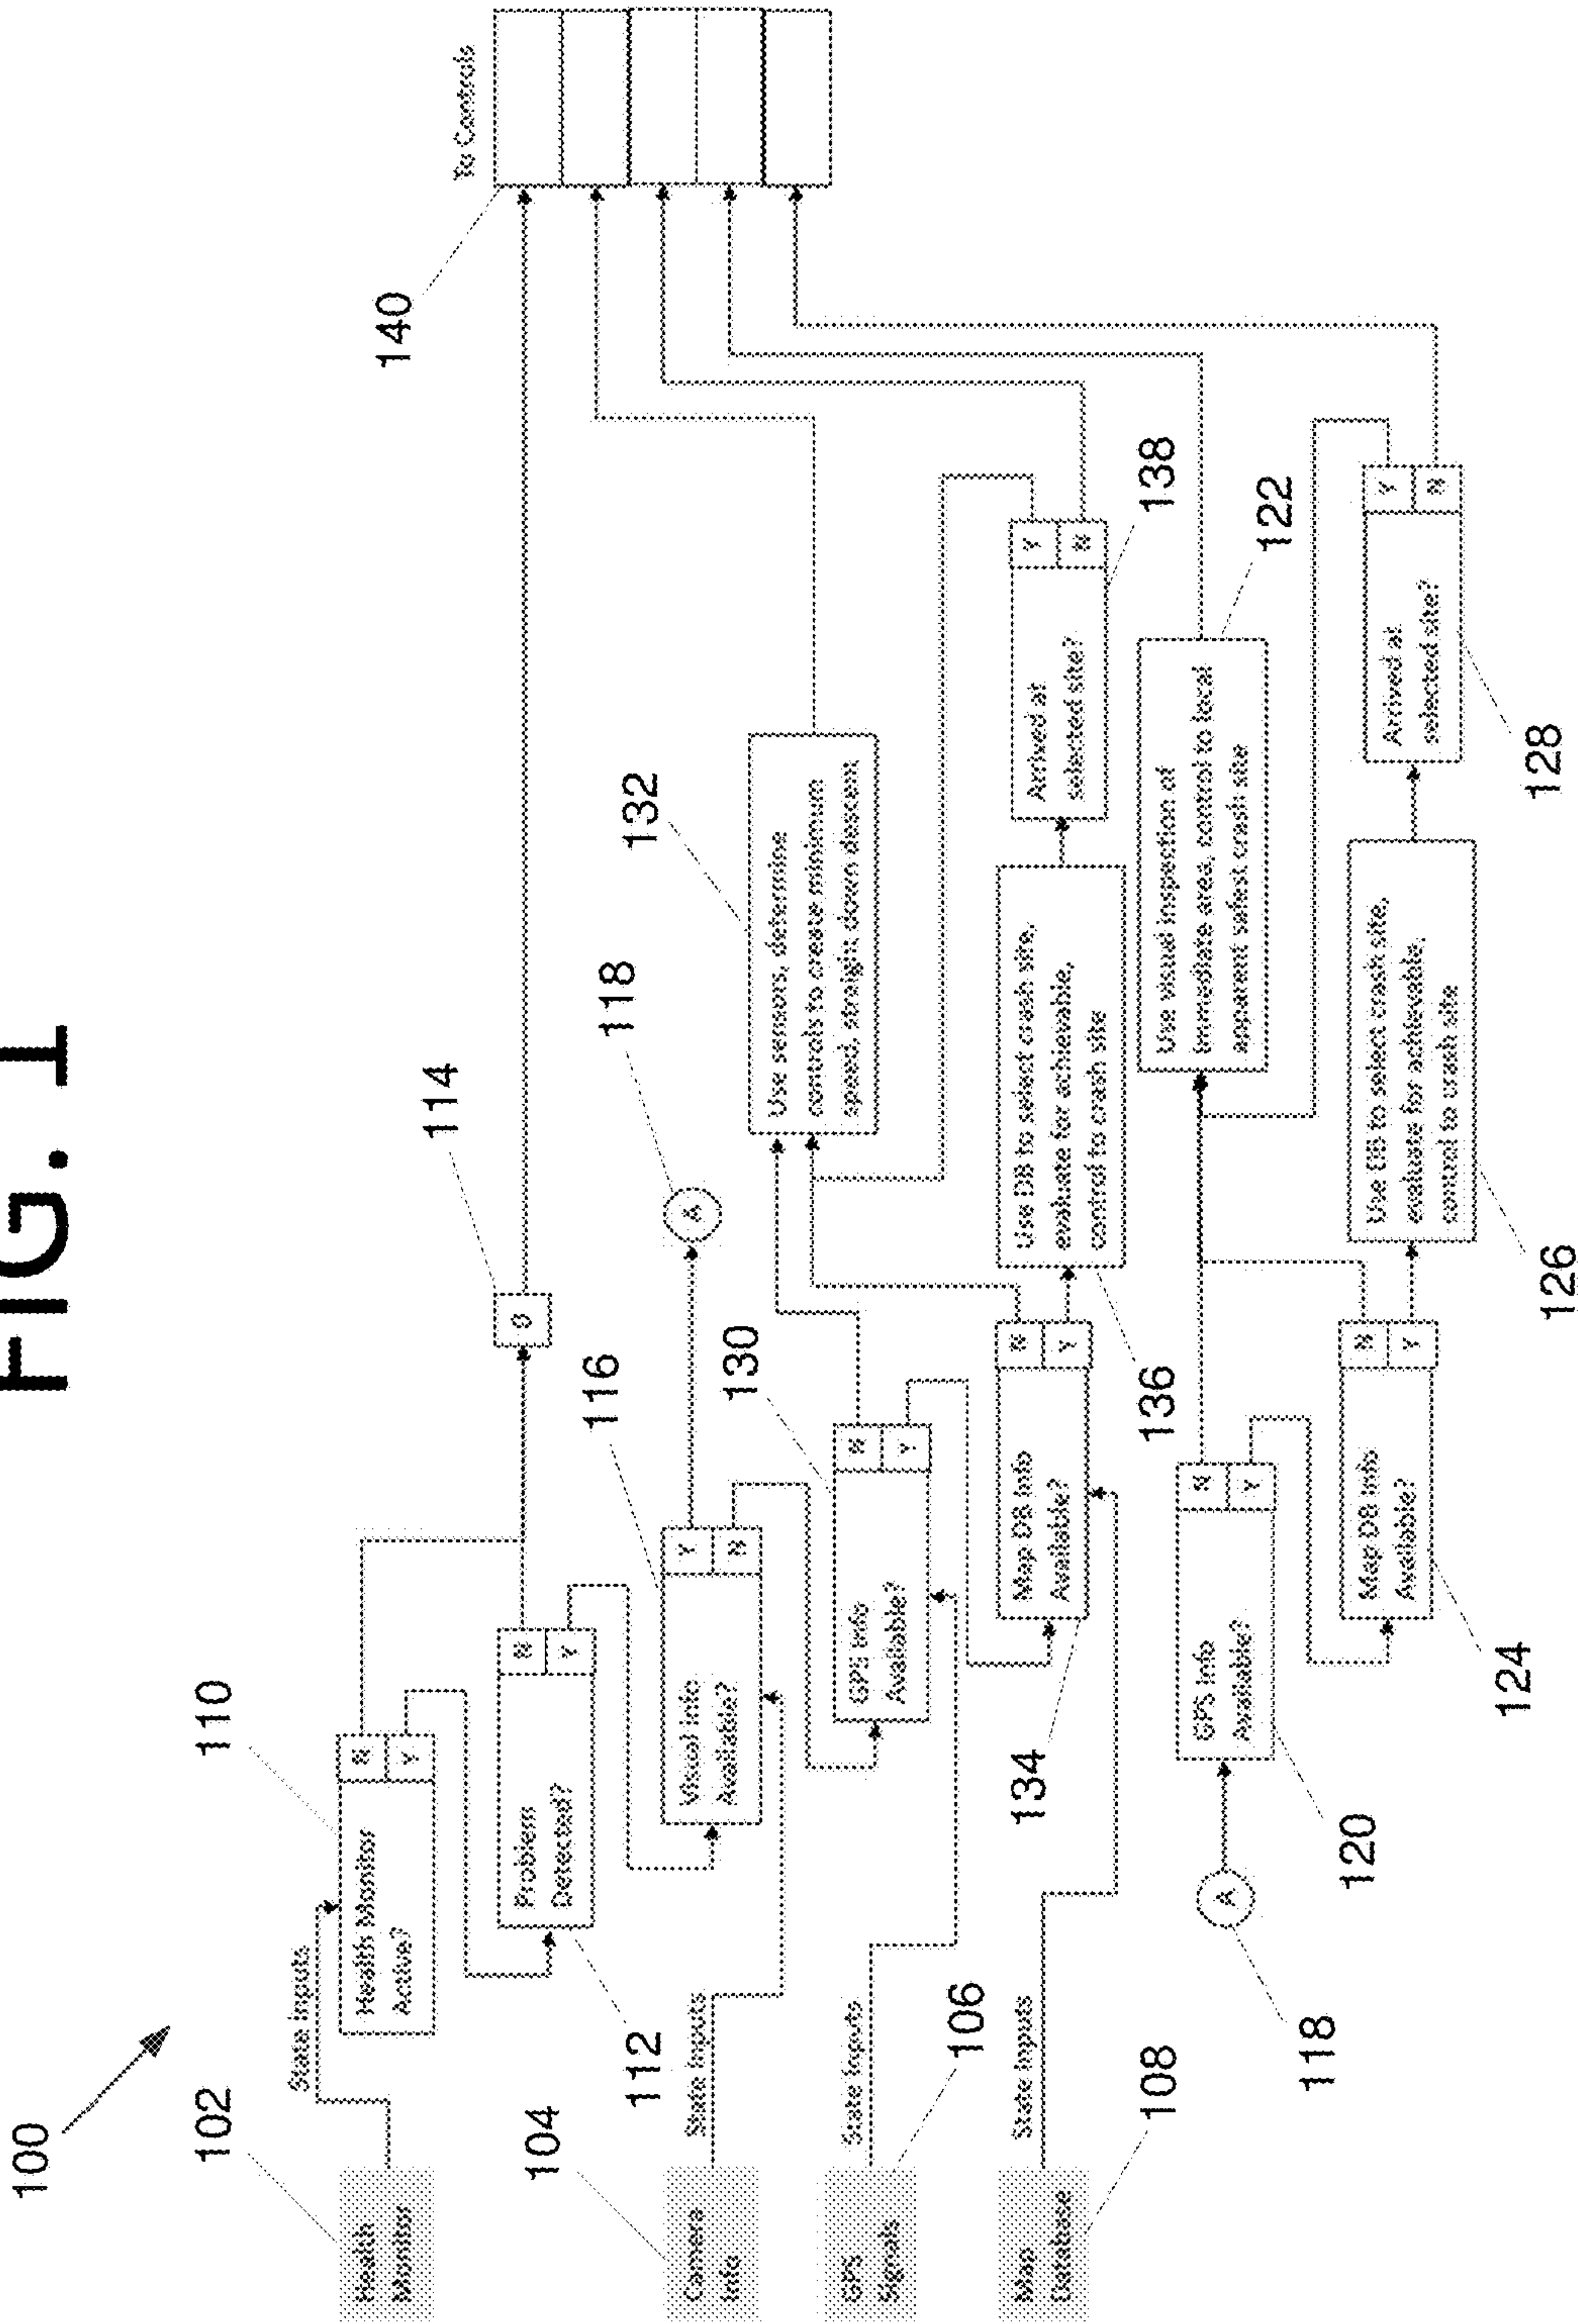 FIG. 1
100
102
Health
Monitor
State Inputs
110
Health Monitor
Active?
N
Y
112
Problem
Detected?
N
Y
114
0
140
To Controls
104
Camera
Info
State Inputs
116
Visual Info
Available?
Y
N
118
A
106
GPS
Signals
State Inputs
130
GPS Info
Available?
N
Y
132
Use sensors, determine
controls to create minimum
speed, straight down descent
108
Map
Database
State Inputs
134
Map DB Info
Available?
N
Y
136
Use DB to select crash site,
evaluate for achievable,
control to crash site
138
Arrived at
selected site?
Y
N
118
A
120
GPS Info
Available?
N
Y
122
Use visual inspection of
immediate area, control to local
apparent safest crash site
124
Map DB Info
Available?
N
Y
126
Use DB to select crash site,
evaluate for achievable,
control to crash site
128
Arrived at
selected site?
Y
N